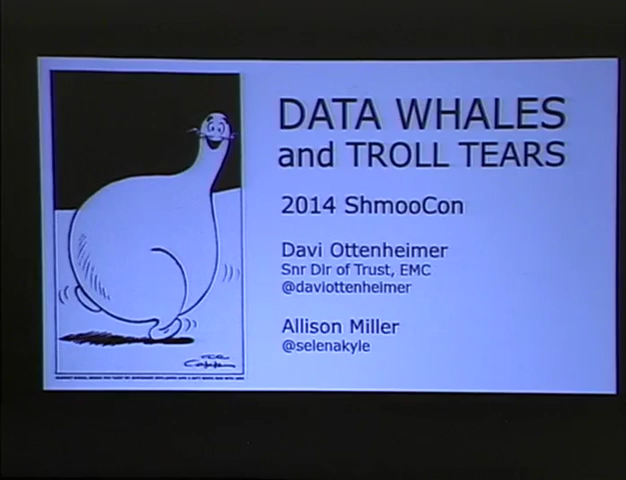 DATA WHALES
and TROLL TEARS
2014 ShmooCon
Davi Ottenheimer
Snr Dir of Trust, EMC
@daviottenheimer
Allison Miller
@selenakyle